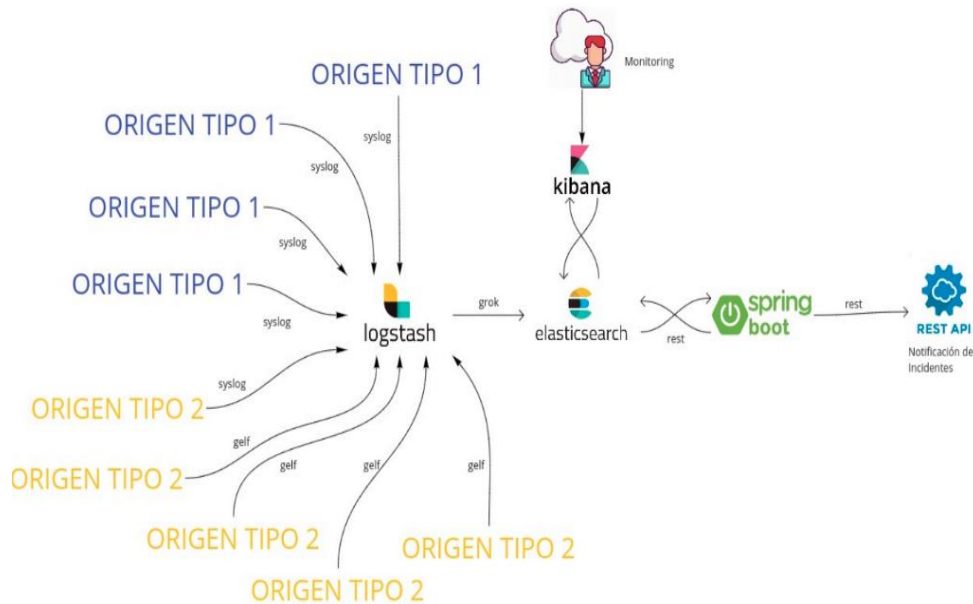 Monitoring
ORIGEN TIPO 1
ORIGEN TIPO 1
syslog
syslog
kibana
ORIGEN TIPO 1
syslog
ORIGEN TIPO 1
syslog
logstash
grok
elasticsearch
rest
spring
boot
rest
REST API
Notificación de
Incidentes
syslog
ORIGEN TIPO 2
gelf
ORIGEN TIPO 2
gelf
gelf
gelf
ORIGEN TIPO 2
ORIGEN TIPO 2
ORIGEN TIPO 2